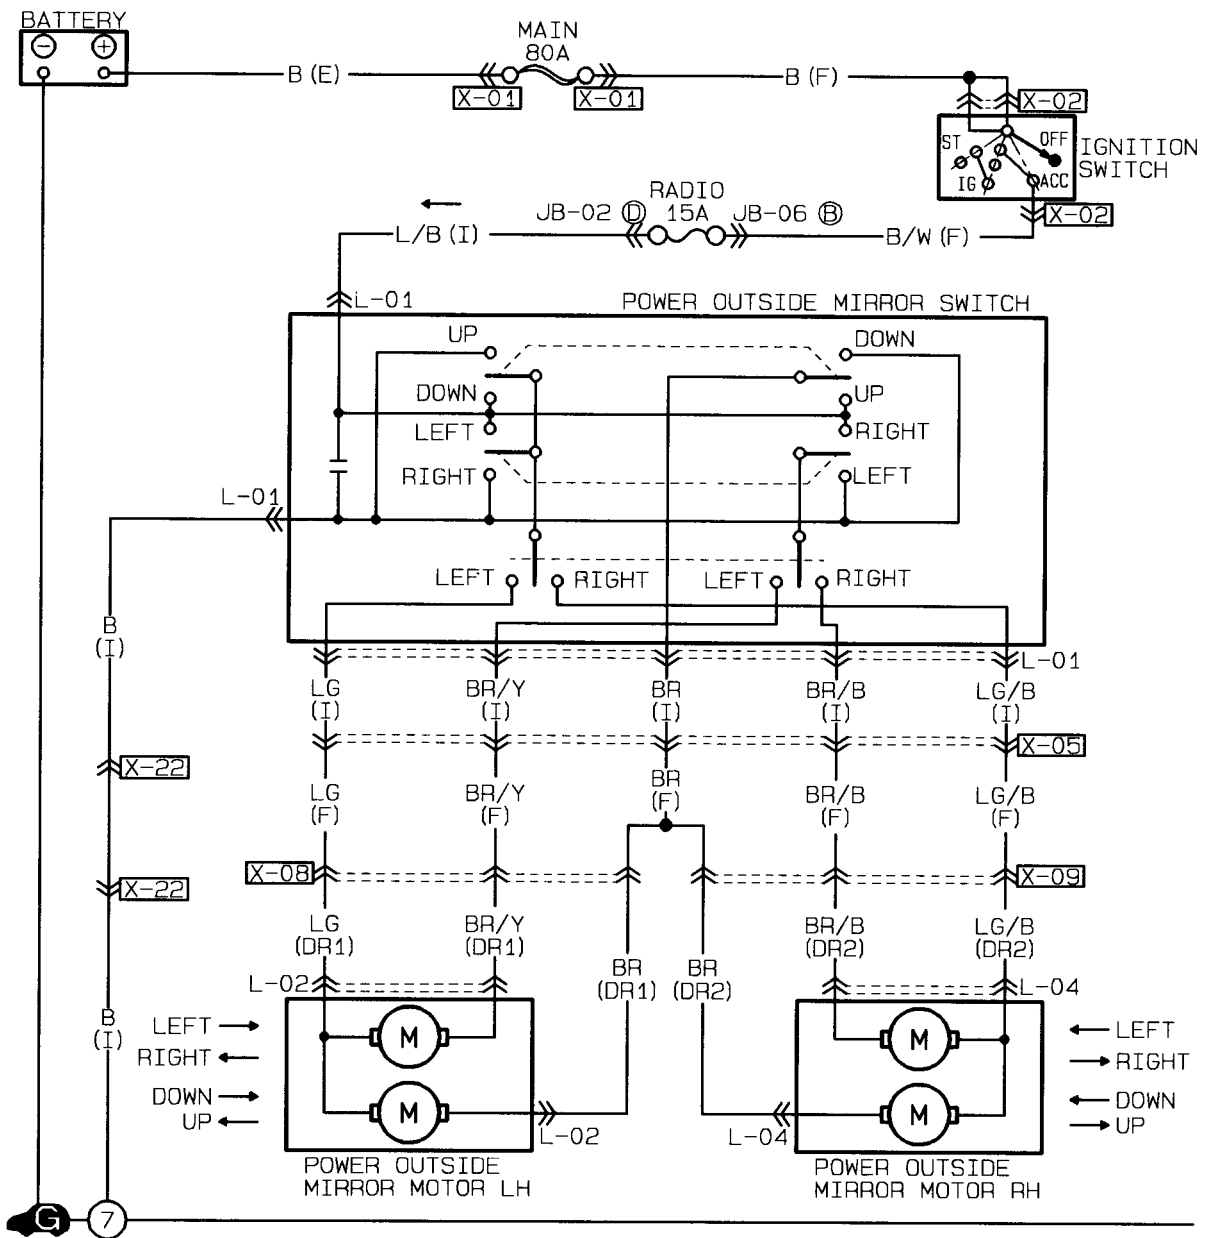 BATTERY
− +
MAIN
80A
B (E)
B (F)
X-01
X-01
X-02
ST
OFF
IG
ACC
IGNITION
SWITCH
X-02
RADIO
JB-02 Ⓓ 15A JB-06 Ⓑ
L/B (I)
B/W (F)
L-01
POWER OUTSIDE MIRROR SWITCH
UP
DOWN
DOWN
UP
LEFT
RIGHT
RIGHT
LEFT
L-01
LEFT RIGHT LEFT RIGHT
B
(I)
L-01
LG BR/Y BR BR/B LG/B
(I) (I) (I) (I) (I)
X-05
X-22
LG BR/Y BR BR/B LG/B
(F) (F) (F) (F) (F)
X-08
X-09
X-22
LG BR/Y BR/B LG/B
(DR1) (DR1) (DR2) (DR2)
BR BR
(DR1) (DR2)
L-02
L-04
B
(I)
LEFT
RIGHT
DOWN
UP
M
M
M
M
LEFT
RIGHT
DOWN
UP
L-02
L-04
POWER OUTSIDE
MIRROR MOTOR LH
POWER OUTSIDE
MIRROR MOTOR RH
G 7